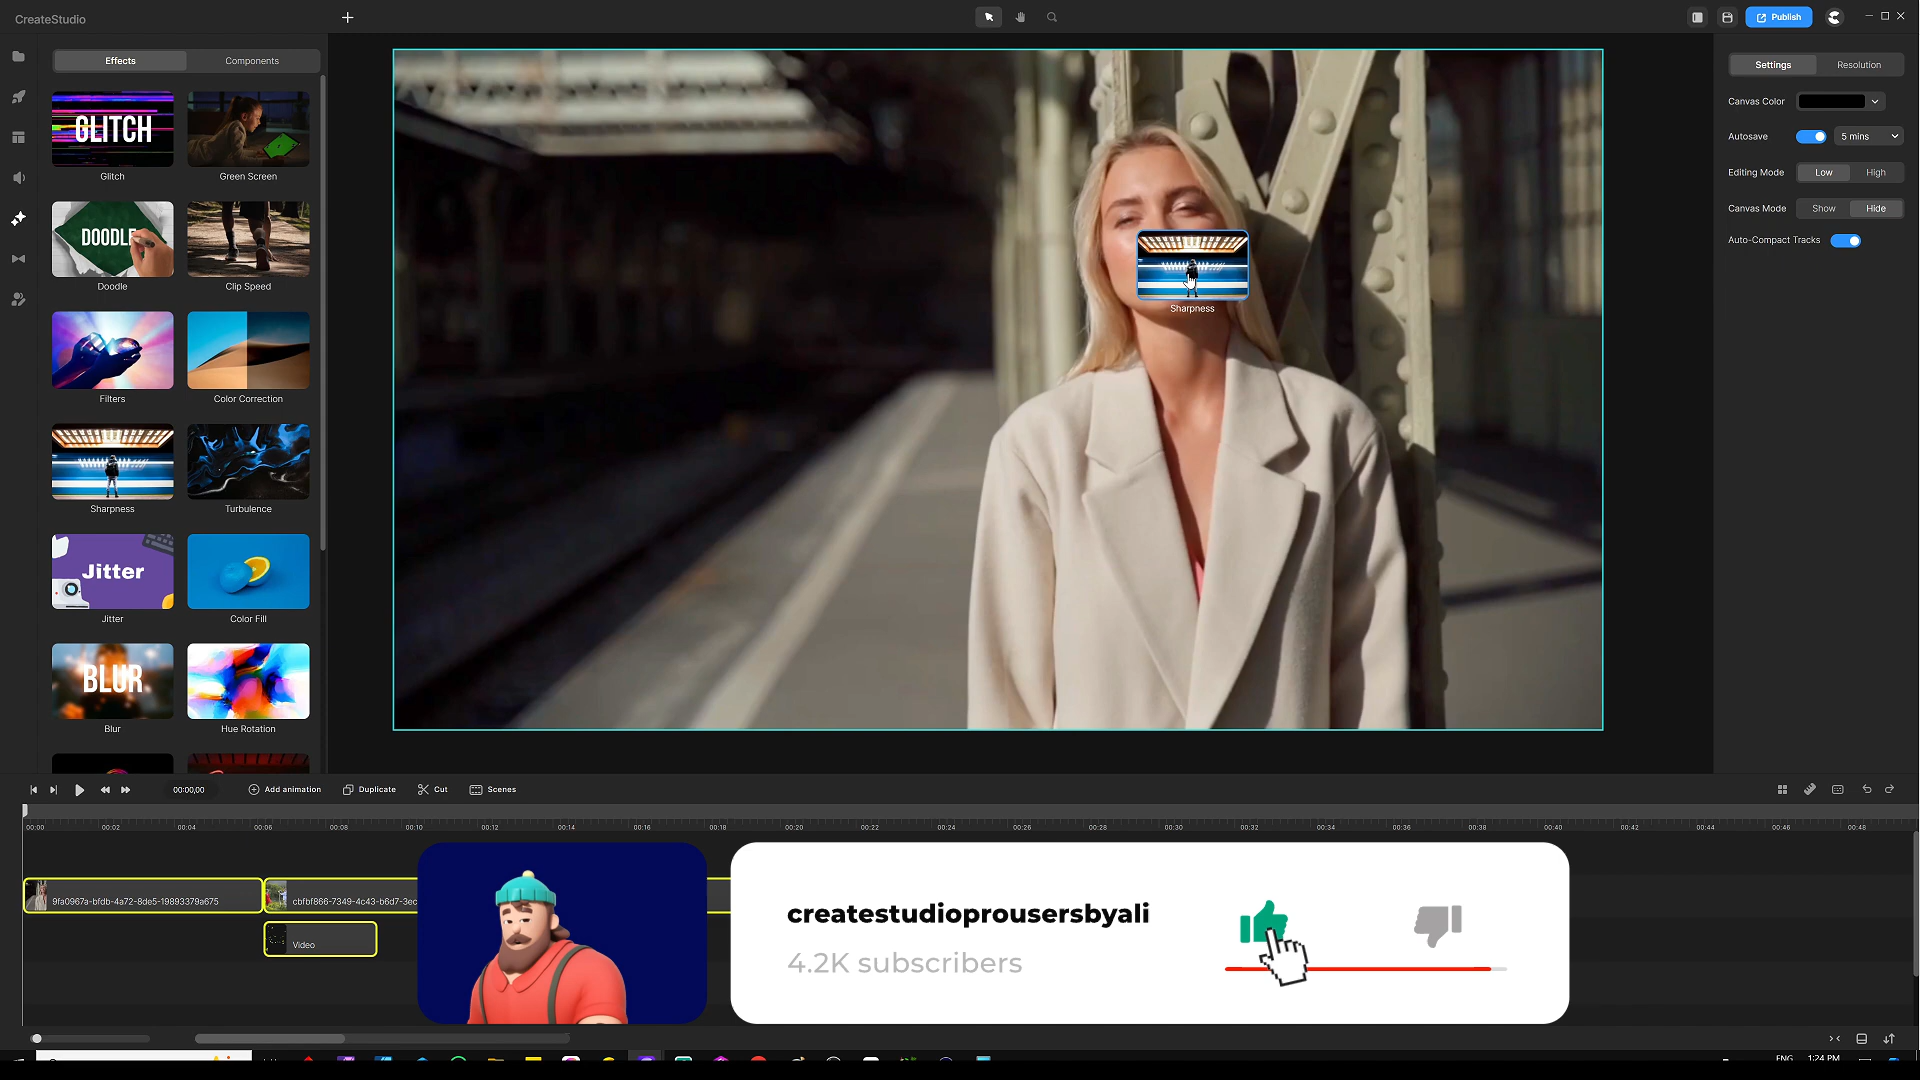 CreateStudio
Publish
Effects
Components
Settings
Resolution
Canvas Color
Autosave
5 mins
Editing Mode
Low
High
Canvas Mode
Show
Hide
Auto-Compact Tracks
GLITCH
Glitch
Green Screen
DOODLE
Doodle
Clip Speed
Filters
Color Correction
Sharpness
Turbulence
Jitter
Jitter
Color Fill
BLUR
Blur
Hue Rotation
Sharpness
00:00,00
Add animation
Duplicate
Cut
Scenes
00:00
00:02
00:04
00:06
00:08
00:10
00:12
00:14
00:16
00:18
00:20
00:22
00:24
00:26
00:28
00:30
00:32
00:34
00:36
00:38
00:40
00:42
00:44
00:46
00:48
9fa0967a-bfdb-4a72-8de5-19893379a675
cbfbf866-7349-4c43-b6d7-3ec
Video
createstudioprousersbyali
4.2K subscribers
ENG
1:24 PM